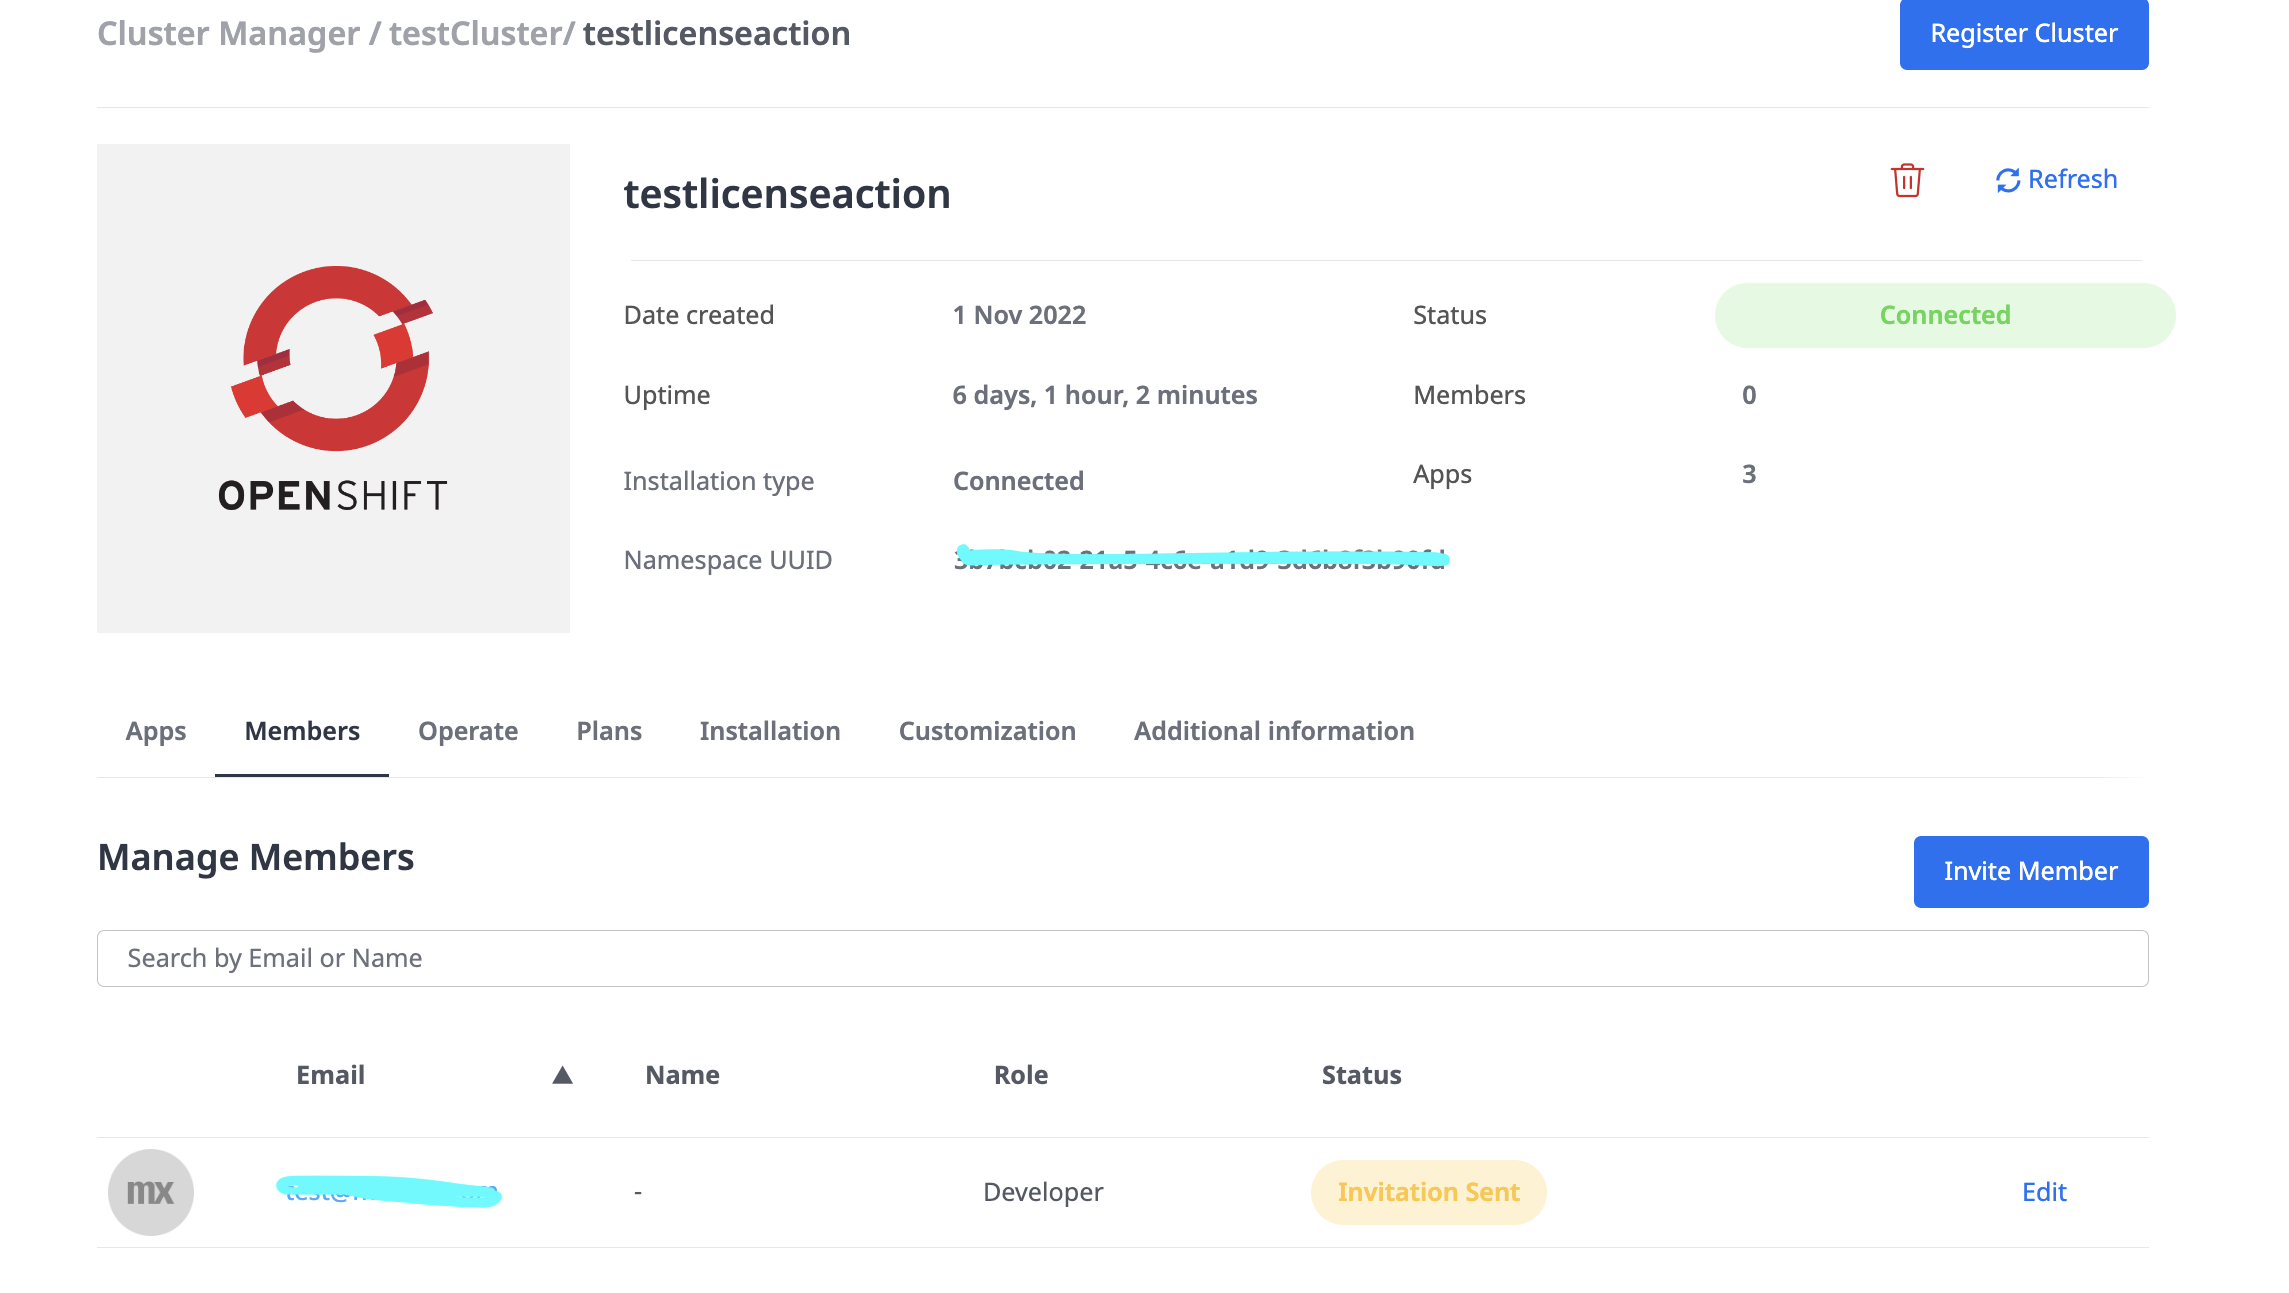 Cluster Manager / testCluster/ testlicenseaction
Register Cluster
testlicenseaction
Refresh
Date created
1 Nov 2022
Status
Connected
Uptime
6 days, 1 hour, 2 minutes
Members
0
Installation type
Connected
Apps
3
Namespace UUID
OPENSHIFT
Apps
Members
Operate
Plans
Installation
Customization
Additional information
Manage Members
Invite Member
Search by Email or Name
Email ▲
Name
Role
Status
mx
-
Developer
Invitation Sent
Edit